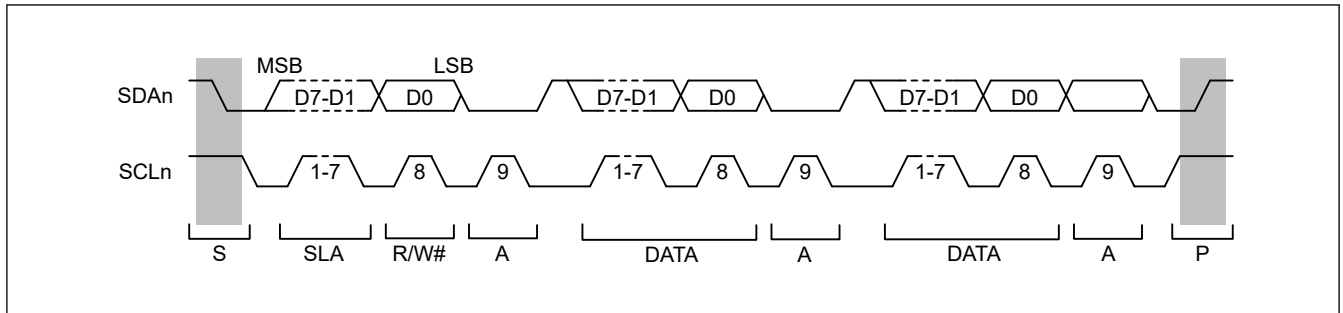 MSB LSB
SDAn D7-D1 D0 D7-D1 D0 D7-D1 D0
SCLn 1-7 8 9 1-7 8 9 1-7 8 9
S SLA R/W# A DATA A DATA A P